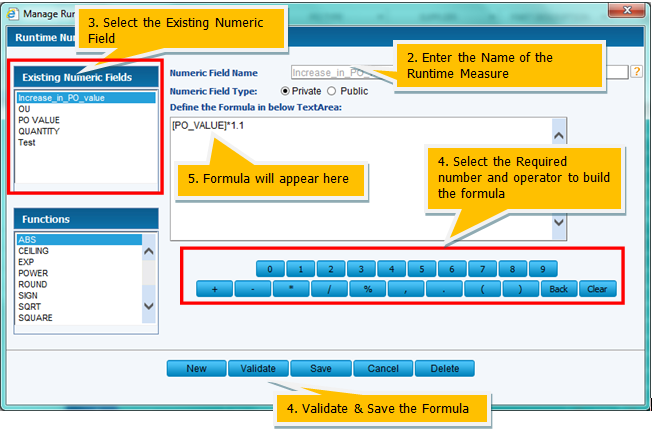 Manage Run
3. Select the Existing Numeric
Field
Runtime Nu
2. Enter the Name of the
Runtime Measure
Existing Numeric Fields
Increase_in_PO_value
OU
PO VALUE
QUANTITY
Test
Numeric Field Name
Increase_in_PO_
?
Numeric Field Type:
Private
Public
Define the Formula in below TextArea:
[PO_VALUE]*1.1
5. Formula will appear here
4. Select the Required
number and operator to build
the formula
Functions
ABS
CEILING
EXP
POWER
ROUND
SIGN
SQRT
SQUARE
0 1 2 3 4 5 6 7 8 9
+ - * / % , . ( ) Back Clear
New Validate Save Cancel Delete
4. Validate & Save the Formula